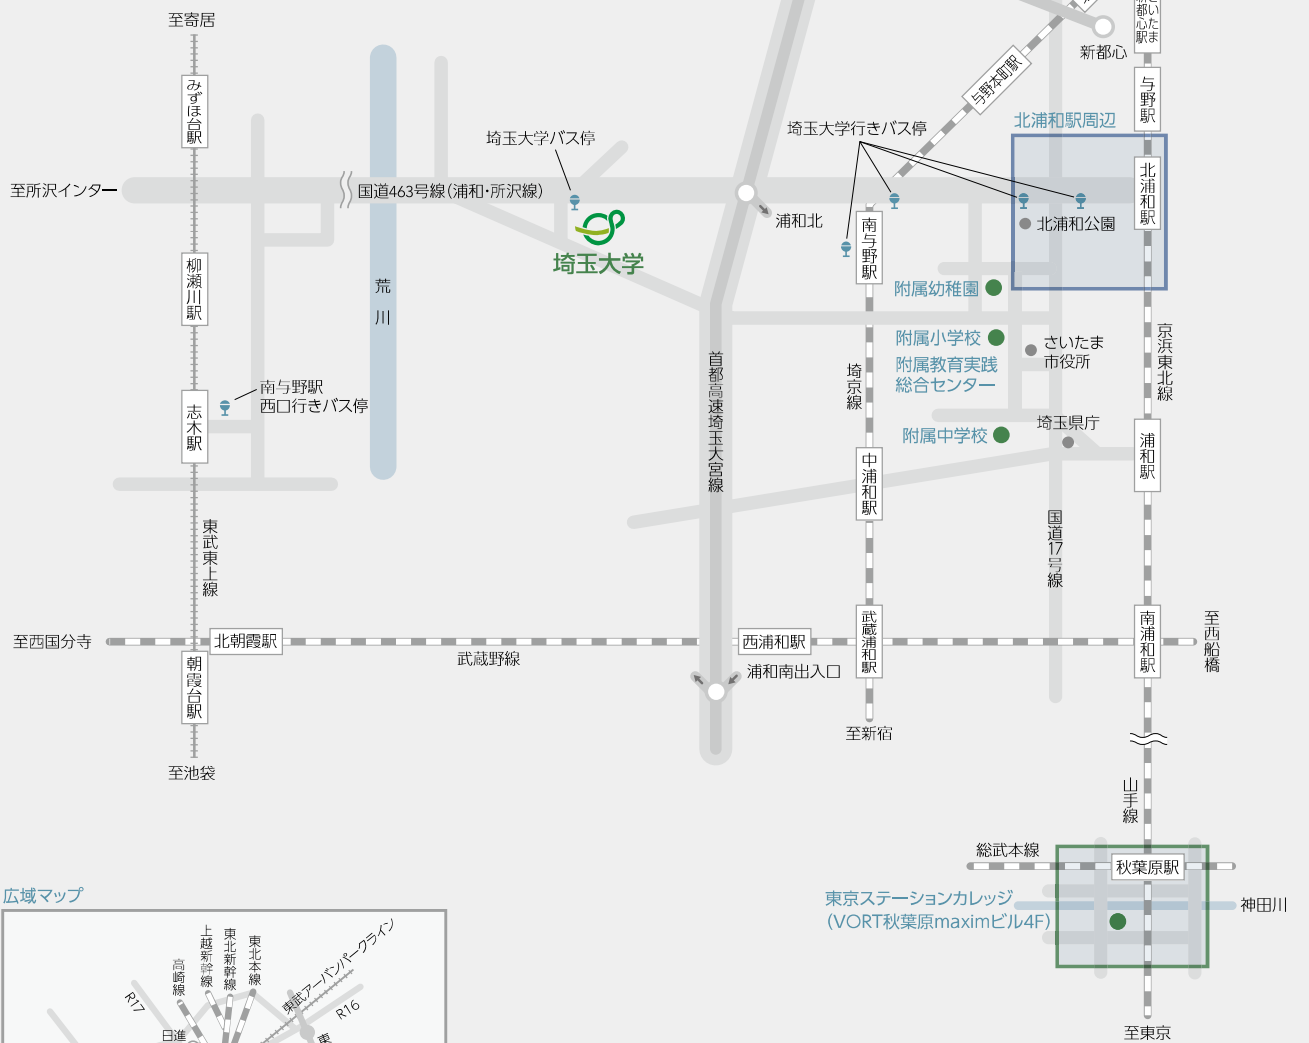 至寄居
みずほ台駅
至所沢インター
柳瀬川駅
志木駅
南与野駅
西口行きバス停
東武東上線
至西国分寺
北朝霞駅
朝霞台駅
至池袋
荒川
国道463号線(浦和・所沢線)
埼玉大学バス停
埼玉大学
武蔵野線
首都高速埼玉大宮線
浦和北
西浦和駅
浦和南出入口
埼玉大学行きバス停
与野本町駅
新都心
さいたま
新都心駅
与野駅
北浦和駅周辺
北浦和駅
北浦和公園
南与野駅
附属幼稚園
附属小学校
附属教育実践
総合センター
附属中学校
さいたま
市役所
埼玉県庁
埼京線
中浦和駅
武蔵浦和駅
至新宿
国道17号線
京浜東北線
浦和駅
南浦和駅
至西船橋
山手線
総武本線
秋葉原駅
東京ステーションカレッジ
(VORT秋葉原maximビル4F)
神田川
至東京
広域マップ
R17
高崎線
上越新幹線
東北新幹線
東北本線
東武アーバンパークライン
R16
日進
東